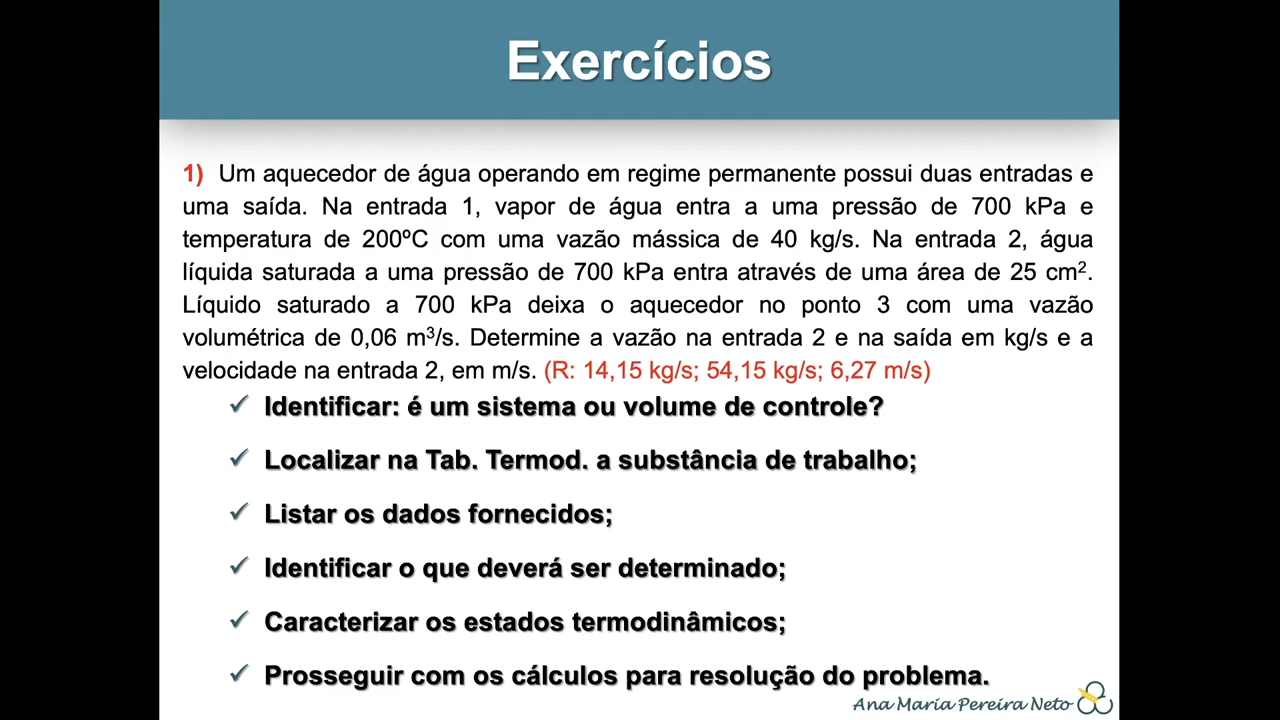 Exercícios
1) Um aquecedor de água operando em regime permanente possui duas entradas e
uma saída. Na entrada 1, vapor de água entra a uma pressão de 700 kPa e
temperatura de 200ºC com uma vazão mássica de 40 kg/s. Na entrada 2, água
líquida saturada a uma pressão de 700 kPa entra através de uma área de 25 cm².
Líquido saturado a 700 kPa deixa o aquecedor no ponto 3 com uma vazão
volumétrica de 0,06 m³/s. Determine a vazão na entrada 2 e na saída em kg/s e a
velocidade na entrada 2, em m/s. (R: 14,15 kg/s; 54,15 kg/s; 6,27 m/s)
✓ Identificar: é um sistema ou volume de controle?
✓ Localizar na Tab. Termod. a substância de trabalho;
✓ Listar os dados fornecidos;
✓ Identificar o que deverá ser determinado;
✓ Caracterizar os estados termodinâmicos;
✓ Prosseguir com os cálculos para resolução do problema.
Ana Maria Pereira Neto